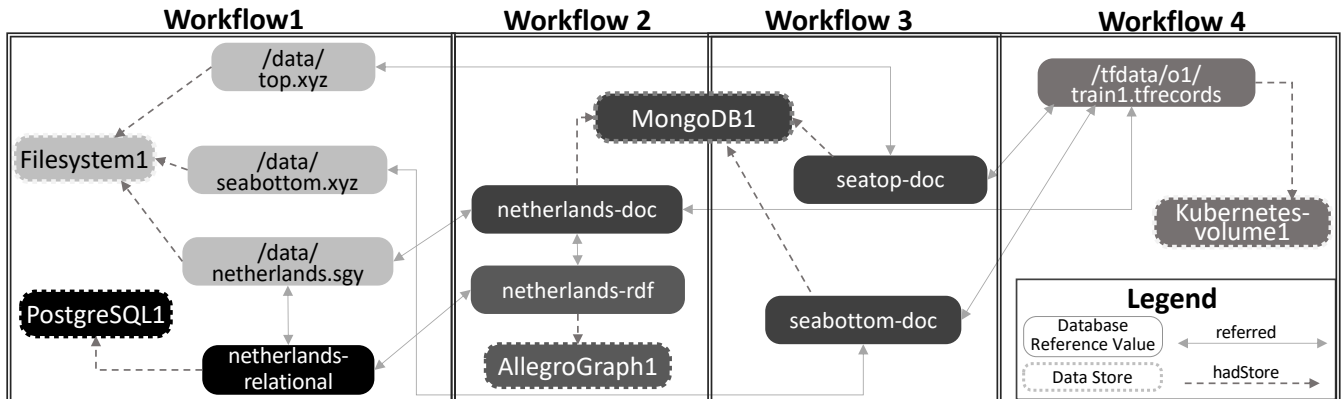 Workflow1
Workflow 2
Workflow 3
Workflow 4
/data/
top.xyz
Filesystem1
/data/
seabottom.xyz
/data/
netherlands.sgy
PostgreSQL1
netherlands-
relational
MongoDB1
netherlands-doc
netherlands-rdf
AllegroGraph1
seatop-doc
seabottom-doc
/tfdata/o1/
train1.tfrecords
Kubernetes-
volume1
Legend
Database
Reference Value
referred
Data Store
hadStore